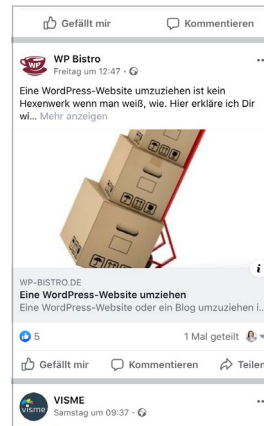 Gefällt mir Kommentieren
WP Bistro
Freitag um 12:47 ·
Eine WordPress-Website umzuziehen ist kein
Hexenwerk wenn man weiß, wie. Hier erkläre ich Dir
wi... Mehr anzeigen
WP-BISTRO.DE
Eine WordPress-Website umziehen
Eine WordPress-Website oder ein Blog umzuziehen i...
5 1 Mal geteilt
Gefällt mir Kommentieren Teilen
VISME
Samstag um 09:37 ·
visme